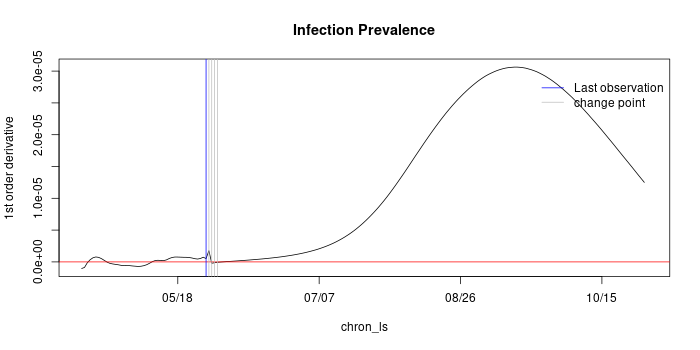 Infection Prevalence
1st order derivative
3.0e-05
2.0e-05
1.0e-05
0.0e+00
Last observation
change point
05/18
07/07
08/26
10/15
chron_ls